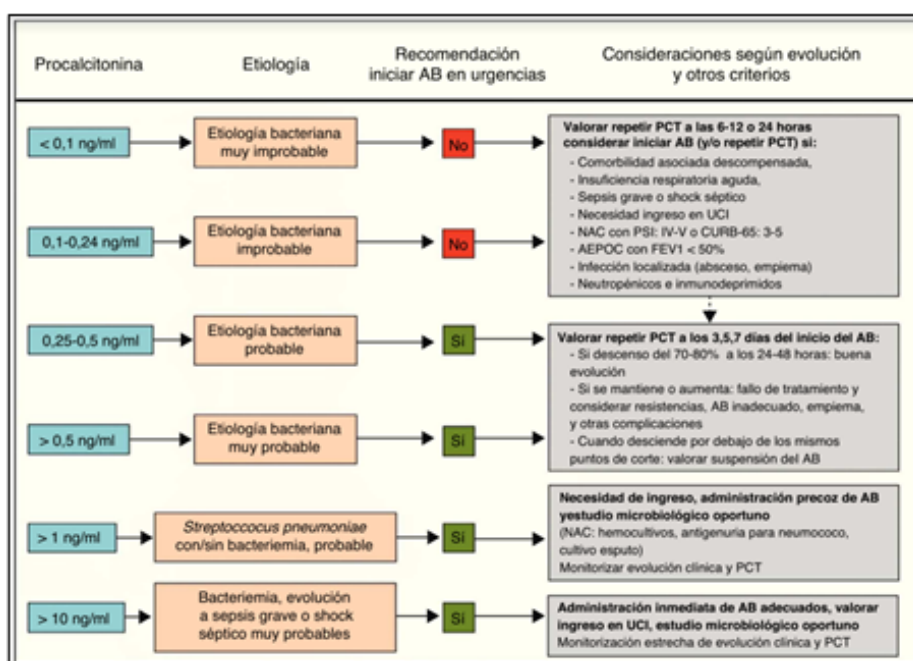 Procalcitonina
Etiología
Recomendación
iniciar AB en urgencias
Consideraciones según evolución
y otros criterios
< 0,1 ng/ml
Etiología bacteriana
muy improbable
No
Valorar repetir PCT a las 6-12 o 24 horas
considerar iniciar AB (y/o repetir PCT) si:
- Comorbilidad asociada descompensada,
- Insuficiencia respiratoria aguda,
- Sepsis grave o shock séptico
- Necesidad ingreso en UCI
- NAC con PSI: IV-V o CURB-65: 3-5
- AEPOC con FEV1 < 50%
- Infección localizada (absceso, empiema)
- Neutropénicos e inmunodeprimidos
0,1-0,24 ng/ml
Etiología bacteriana
improbable
No
0,25-0,5 ng/ml
Etiología bacteriana
probable
Sí
Valorar repetir PCT a los 3,5,7 días del inicio del AB:
- Si descenso del 70-80% a los 24-48 horas: buena
evolución
- Si se mantiene o aumenta: fallo de tratamiento y
considerar resistencias, AB inadecuado, empiema,
y otras complicaciones
- Cuando desciende por debajo de los mismos
puntos de corte: valorar suspensión del AB
> 0,5 ng/ml
Etiología bacteriana
muy probable
Sí
> 1 ng/ml
Streptoccocus pneumoniae
con/sin bacteriemia, probable
Sí
Necesidad de ingreso, administración precoz de AB
yestudio microbiológico oportuno
(NAC: hemocultivos, antigenuria para neumococo,
cultivo esputo)
Monitorizar evolución clínica y PCT
> 10 ng/ml
Bacteriemia, evolución
a sepsis grave o shock
séptico muy probables
Sí
Administración inmediata de AB adecuados, valorar
ingreso en UCI, estudio microbiológico oportuno
Monitorización estrecha de evolución clínica y PCT